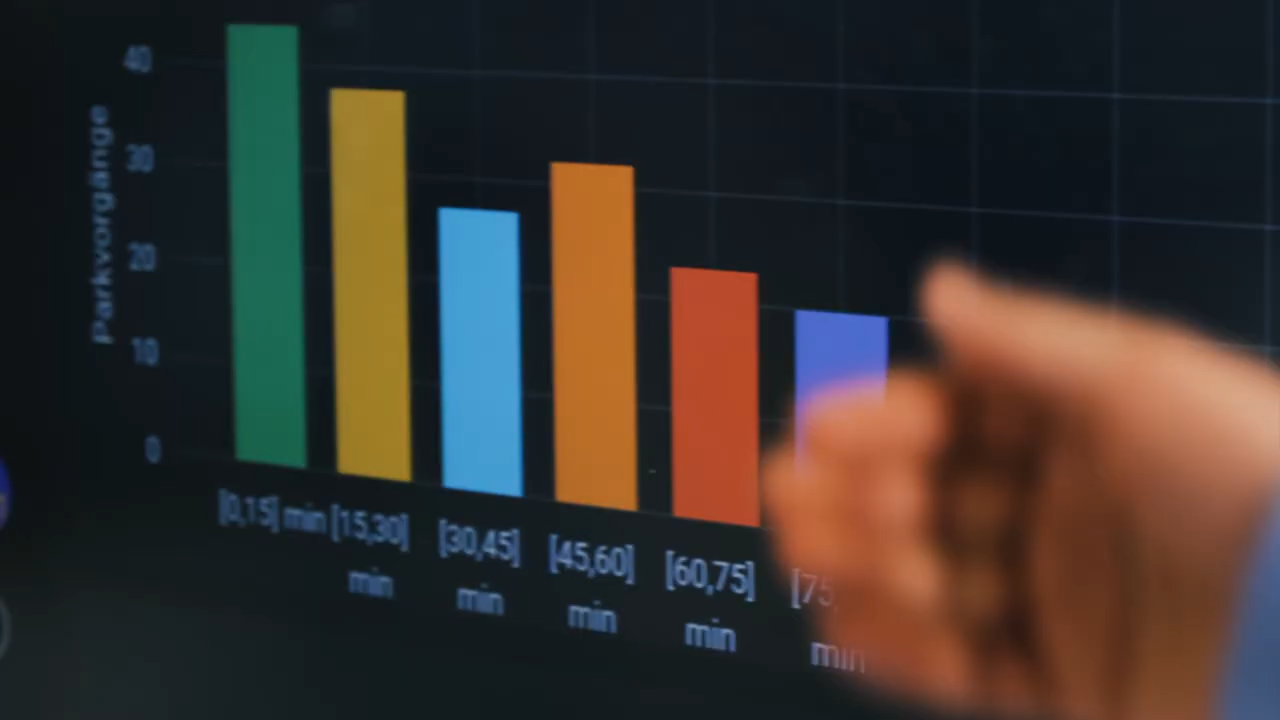 Parkvorgänge
40
30
20
10
0
[0,15] min
[15,30]
min
[30,45]
min
[45,60]
min
[60,75]
min
[75,
min